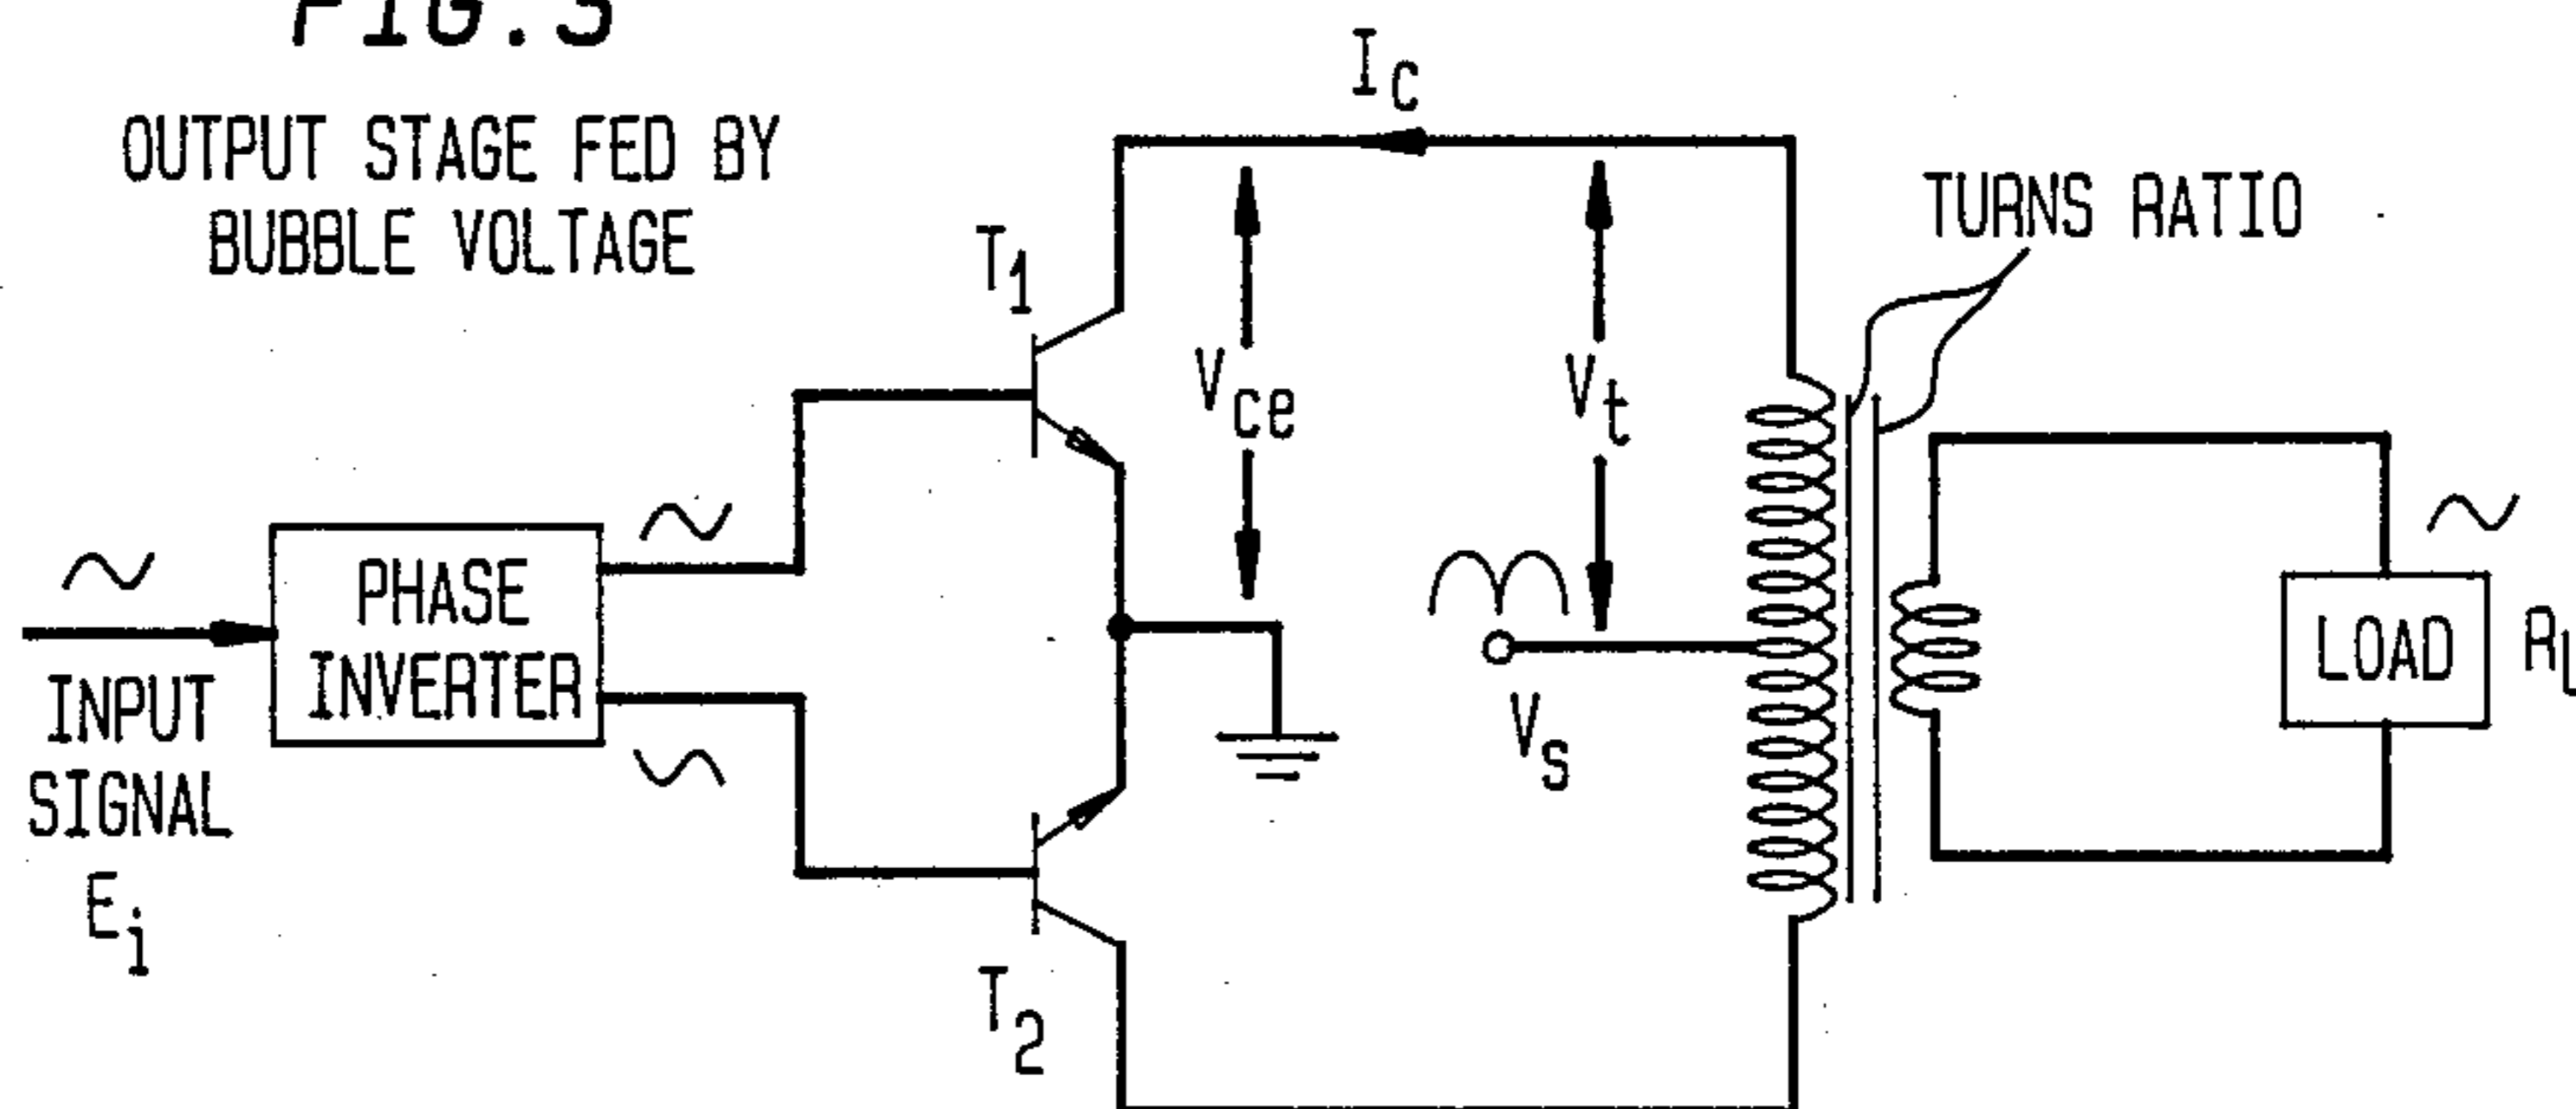 FIG. 3
OUTPUT STAGE FED BY
BUBBLE VOLTAGE
I_c
T_1
V_ce
V_t
TURNS RATIO
PHASE
INVERTER
INPUT
SIGNAL
E_i
V_s
LOAD
R_L
T_2